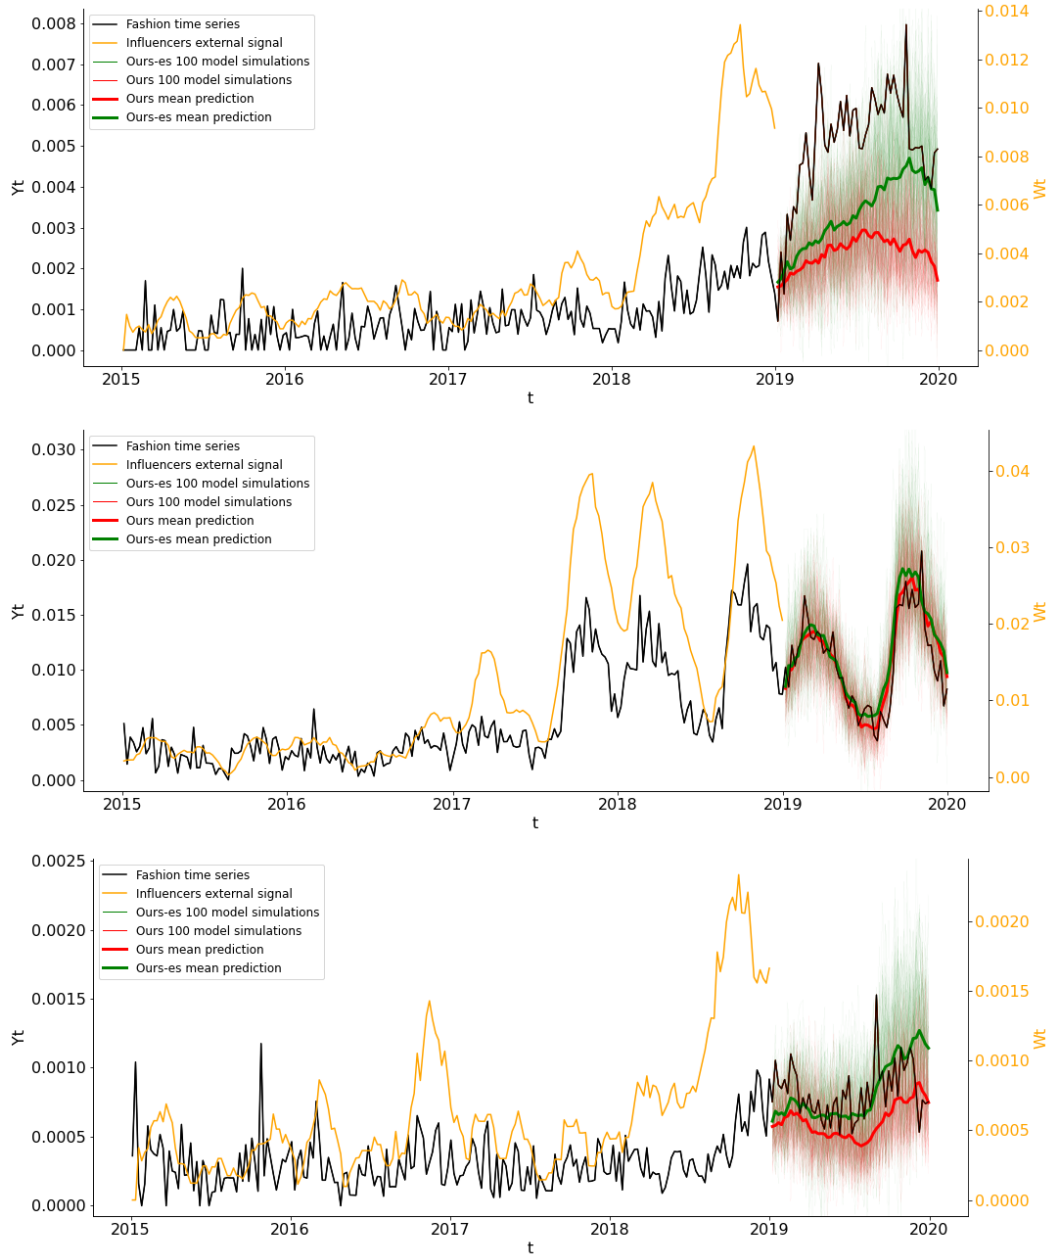 0.008
0.007
0.006
0.005
0.004
0.003
0.002
0.001
0.000
Yt
Fashion time series
Influencers external signal
Ours-es 100 model simulations
Ours 100 model simulations
Ours mean prediction
Ours-es mean prediction
0.014
0.012
0.010
0.008
0.006
0.004
0.002
0.000
Wt
2015 2016 2017 2018 2019 2020
t
0.030
0.025
0.020
0.015
0.010
0.005
0.000
Yt
Fashion time series
Influencers external signal
Ours-es 100 model simulations
Ours 100 model simulations
Ours mean prediction
Ours-es mean prediction
0.04
0.03
0.02
0.01
0.00
Wt
2015 2016 2017 2018 2019 2020
t
0.0025
0.0020
0.0015
0.0010
0.0005
0.0000
Yt
Fashion time series
Influencers external signal
Ours-es 100 model simulations
Ours 100 model simulations
Ours mean prediction
Ours-es mean prediction
0.0020
0.0015
0.0010
0.0005
0.0000
Wt
2015 2016 2017 2018 2019 2020
t